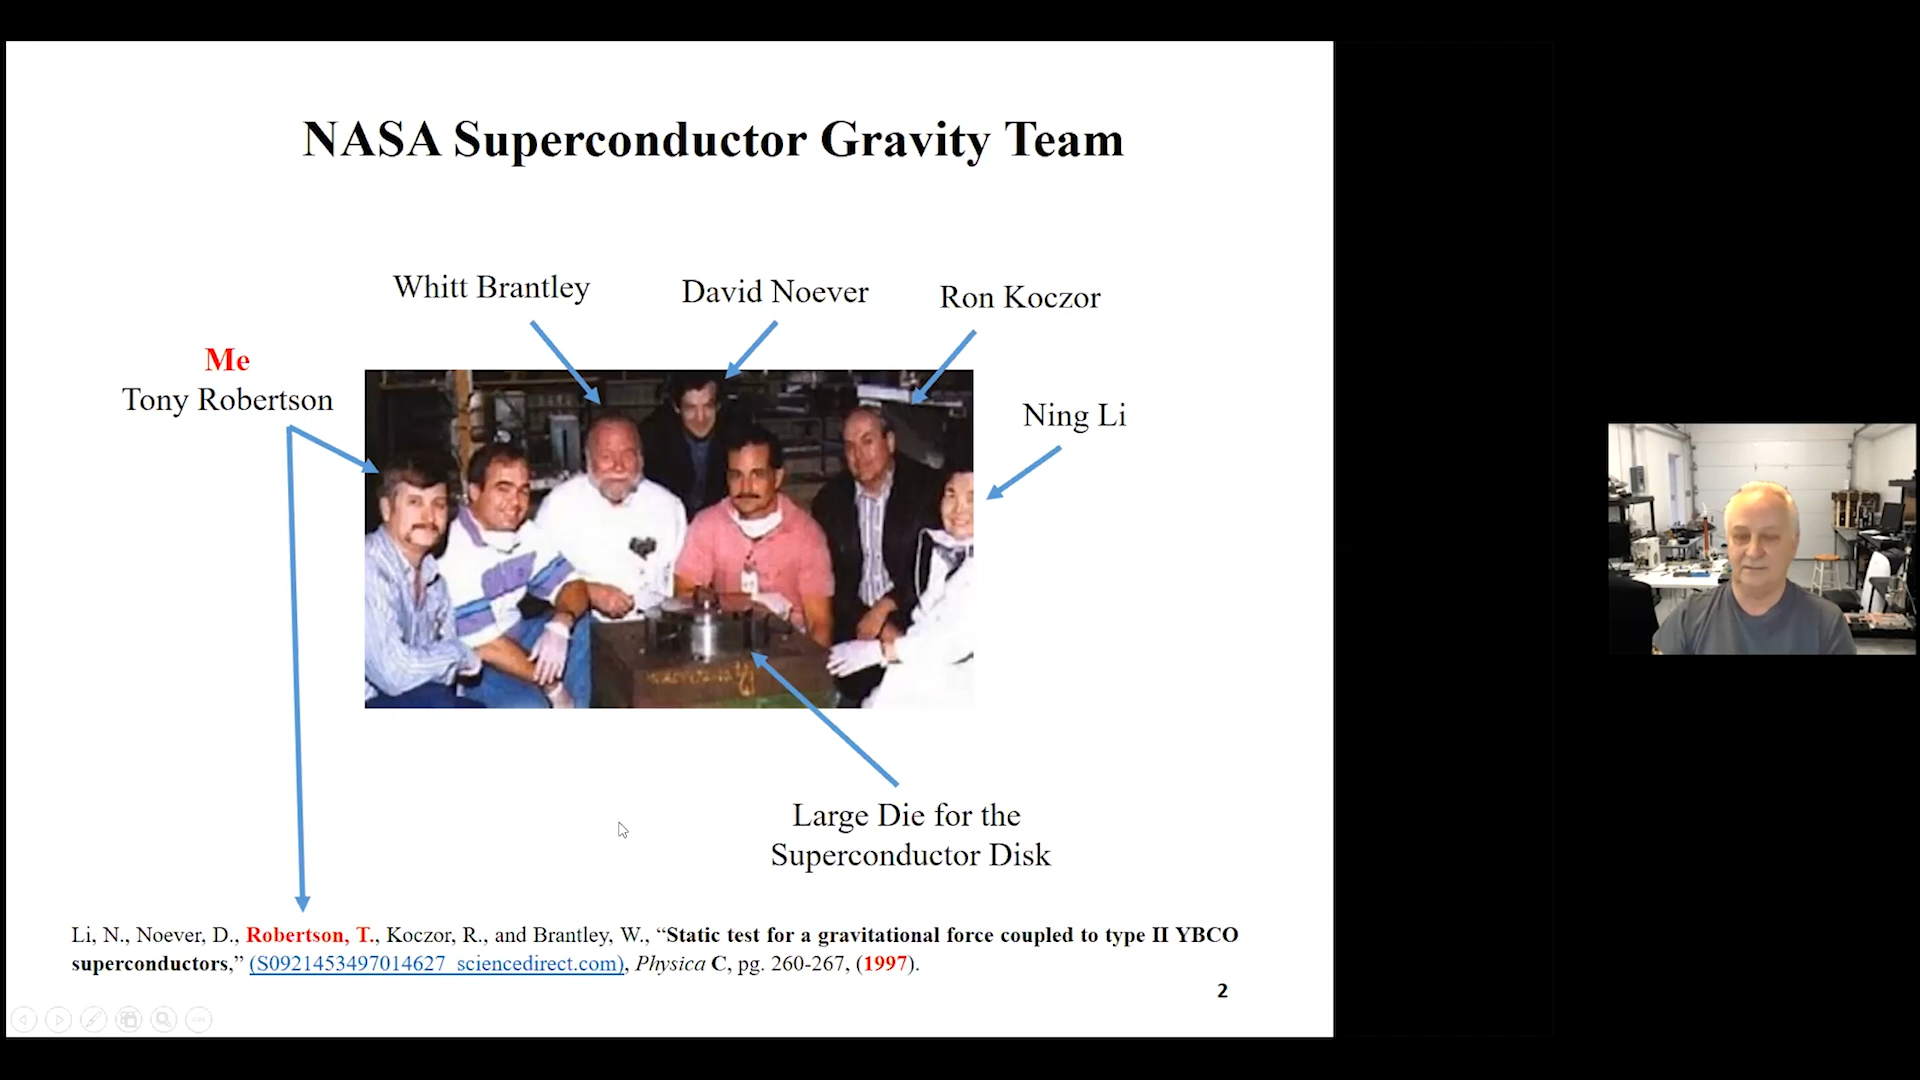 NASA Superconductor Gravity Team
Whitt Brantley
David Noever
Ron Koczor
Me
Tony Robertson
Ning Li
Large Die for the
Superconductor Disk
Li, N., Noever, D., Robertson, T., Koczor, R., and Brantley, W., “Static test for a gravitational force coupled to type II YBCO
superconductors,” (S0921453497014627 sciencedirect.com), Physica C, pg. 260-267, (1997).
2